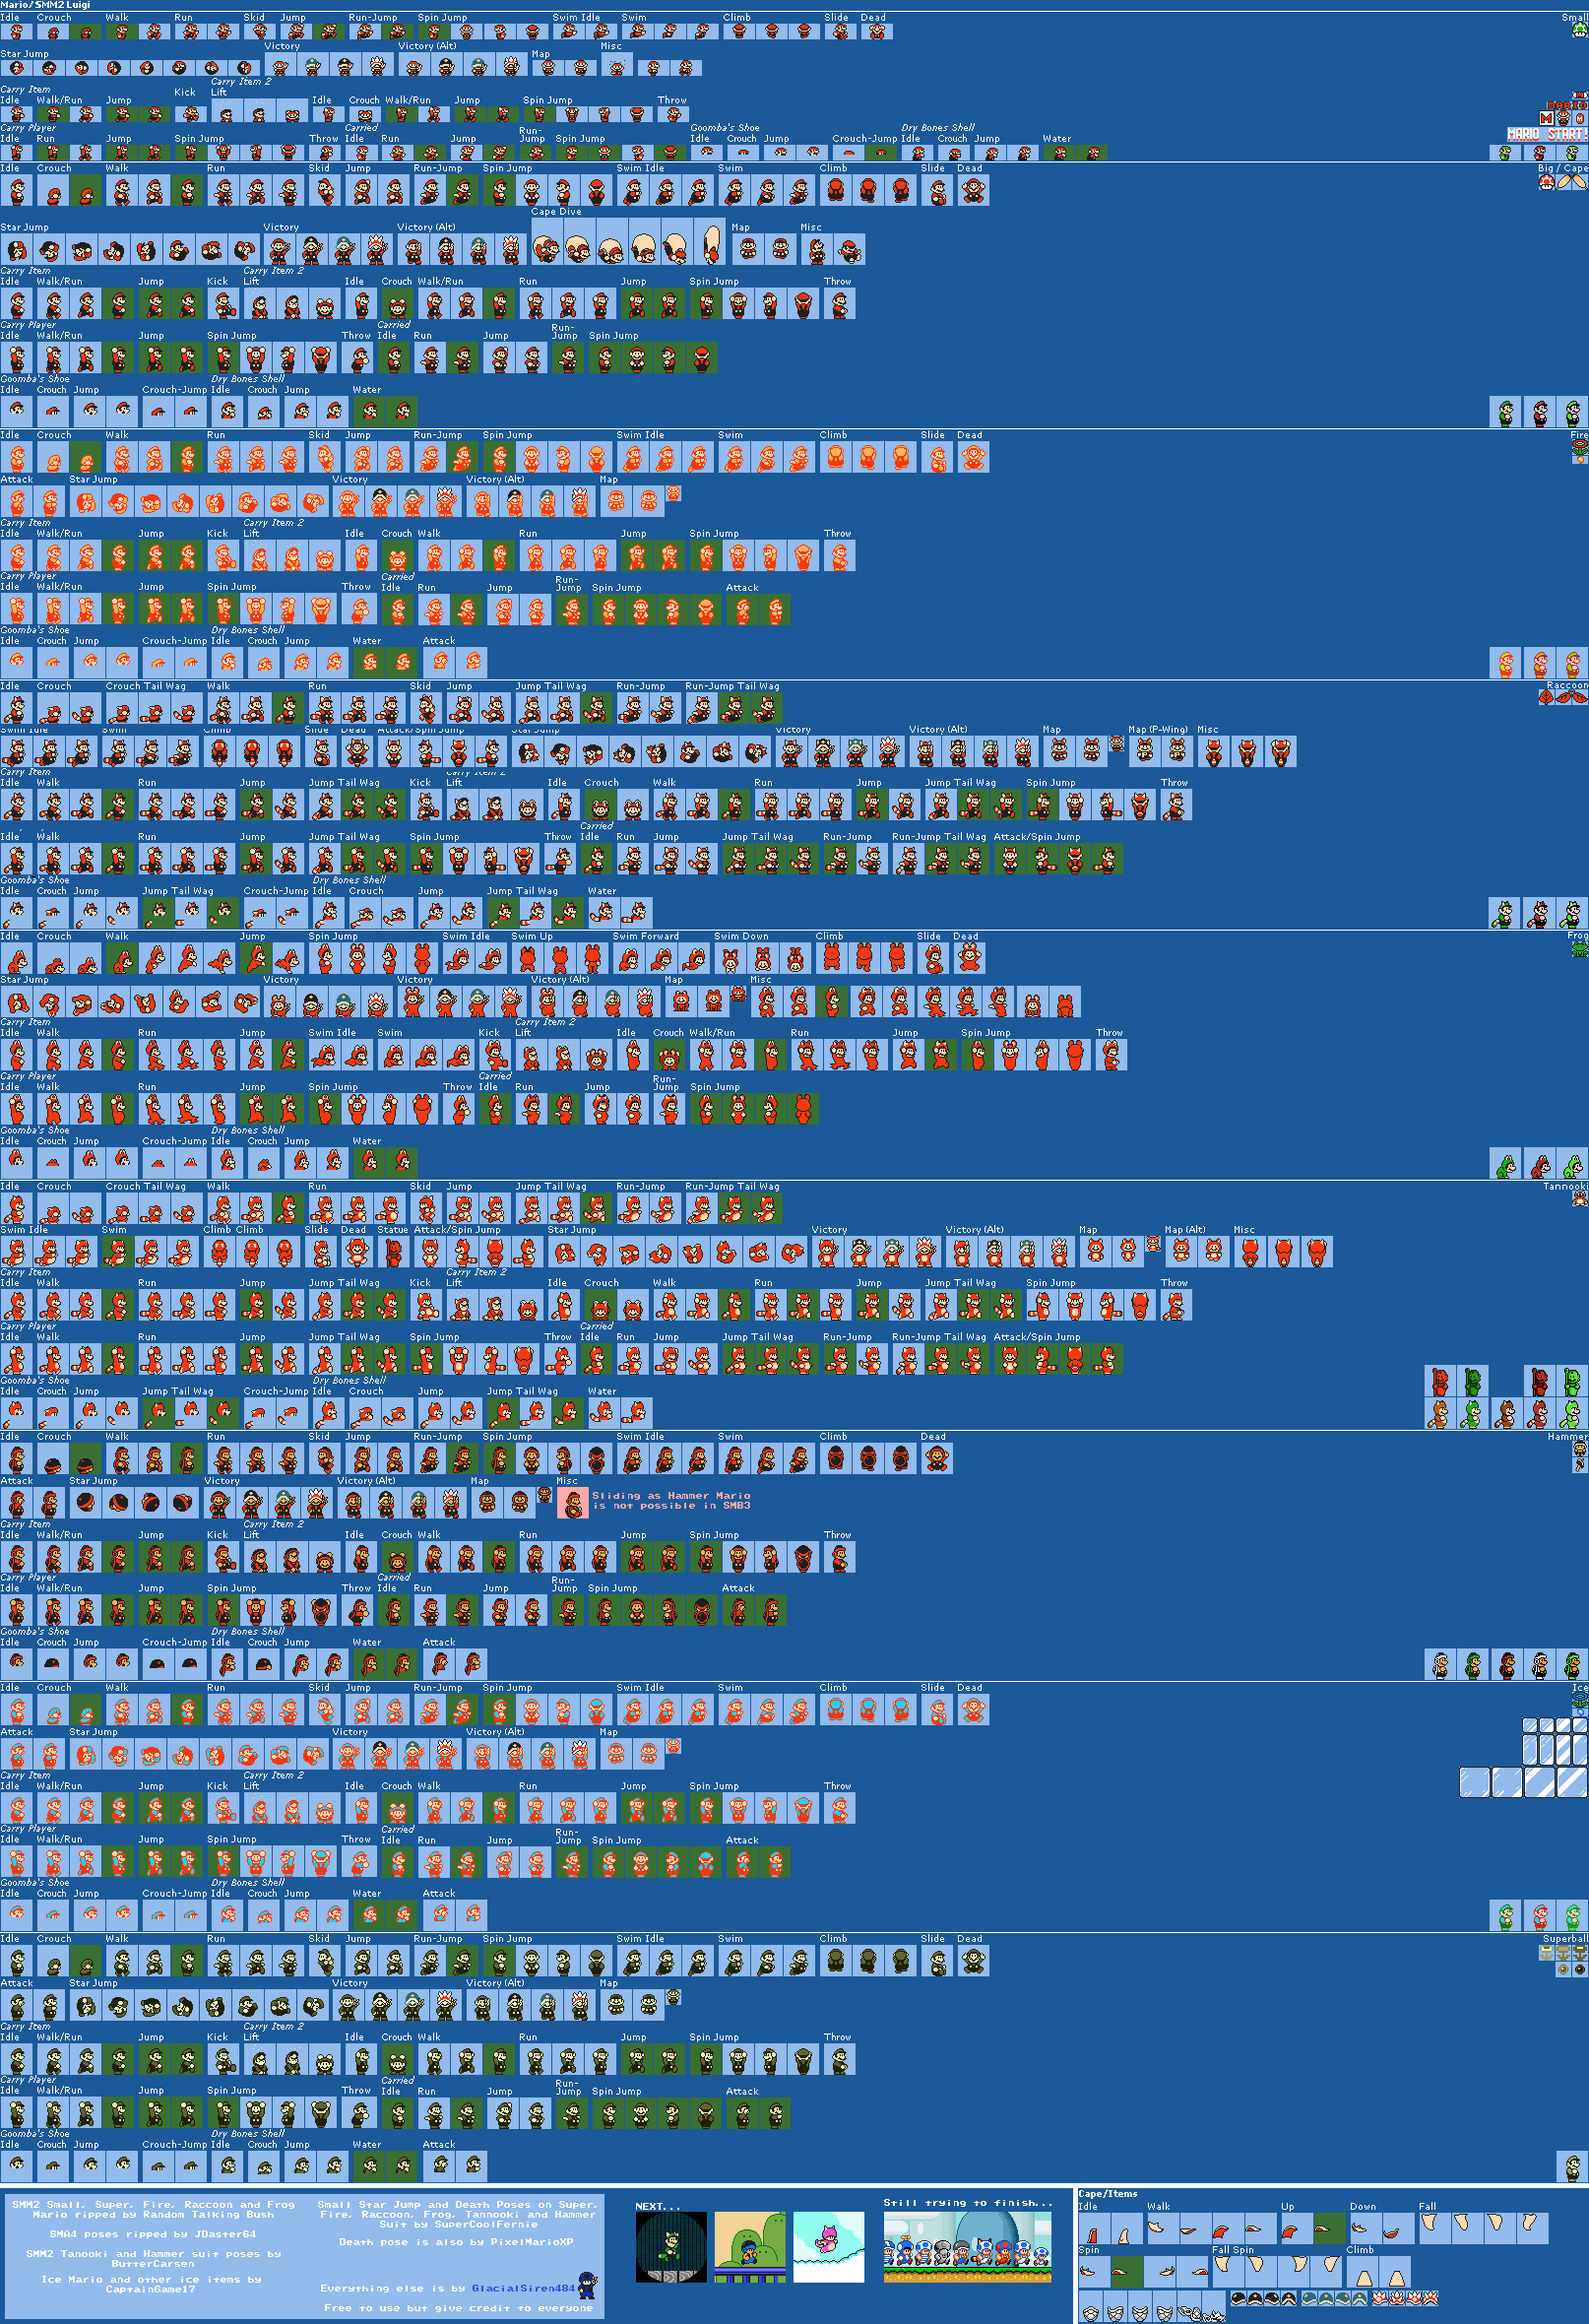 Mario/SMM2 Luigi
Idle Crouch Walk Run Skid Jump Run-Jump Spin Jump Swim Idle Swim Climb Slide Dead Small
Star Jump Victory Victory (Alt) Map Misc
Carry Item Carry Item 2
Idle Walk/Run Jump Kick Lift Idle Crouch Walk/Run Jump Spin Jump Throw
MARIO
M M
MARIO START!
Carry Player Carried Goomba's Shoe Dry Bones Shell
Idle Run Jump Spin Jump Throw Idle Run Jump Run-Jump Spin Jump Idle Crouch Jump Crouch-Jump Idle Crouch Jump Water
Idle Crouch Walk Run Skid Jump Run-Jump Spin Jump Swim Idle Swim Climb Slide Dead Big / Cape
Star Jump Victory Victory (Alt) Cape Dive Map Misc
Carry Item Carry Item 2
Idle Walk/Run Jump Kick Lift Idle Crouch Walk/Run Jump Spin Jump Throw
Carry Player Carried
Idle Walk/Run Jump Spin Jump Throw Idle Run Jump Run-Jump Spin Jump
Goomba's Shoe Dry Bones Shell
Idle Crouch Jump Crouch-Jump Idle Crouch Jump Water
Idle Crouch Walk Run Skid Jump Run-Jump Spin Jump Swim Idle Swim Climb Slide Dead Fire
Attack Star Jump Victory Victory (Alt) Map
Carry Item Carry Item 2
Idle Walk/Run Jump Kick Lift Idle Crouch Walk Run Jump Spin Jump Throw
Carry Player Carried
Idle Walk/Run Jump Spin Jump Throw Idle Run Jump Run-Jump Spin Jump Attack
Goomba's Shoe Dry Bones Shell
Idle Crouch Jump Crouch-Jump Idle Crouch Jump Water Attack
Idle Crouch Crouch Tail Wag Walk Run Skid Jump Jump Tail Wag Run-Jump Run-Jump Tail Wag Raccoon
Swim Idle Swim Climb Slide Dead Attack/Spin Jump Star Jump Victory Victory (Alt) Map Map (P-Wing) Misc
Carry Item Carry Item 2
Idle Walk Run Jump Jump Tail Wag Kick Lift Idle Crouch Walk Run Jump Jump Tail Wag Spin Jump Throw
Carried
Idle Walk Run Jump Jump Tail Wag Spin Jump Throw Idle Run Jump Jump Tail Wag Run-Jump Run-Jump Tail Wag Attack/Spin Jump
Goomba's Shoe Dry Bones Shell
Idle Crouch Jump Jump Tail Wag Crouch-Jump Idle Crouch Jump Jump Tail Wag Water
Idle Crouch Walk Jump Spin Jump Swim Idle Swim Up Swim Forward Swim Down Climb Slide Dead Frog
Star Jump Victory Victory Victory (Alt) Map Misc
Carry Item Carry Item 2
Idle Walk Run Jump Swim Idle Swim Kick Lift Idle Crouch Walk/Run Run Jump Spin Jump Throw
Carry Player Carried
Idle Walk Run Jump Spin Jump Throw Idle Run Jump Run-Jump Spin Jump
Goomba's Shoe Dry Bones Shell
Idle Crouch Jump Crouch-Jump Idle Crouch Jump Water
Idle Crouch Crouch Tail Wag Walk Run Skid Jump Jump Tail Wag Run-Jump Run-Jump Tail Wag Tannooki
Swim Idle Swim Climb Climb Slide Dead Statue Attack/Spin Jump Star Jump Victory Victory (Alt) Map Map (Alt) Misc
Carry Item Carry Item 2
Idle Walk Run Jump Jump Tail Wag Kick Lift Idle Crouch Walk Run Jump Jump Tail Wag Spin Jump Throw
Carry Player Carried
Idle Walk Run Jump Jump Tail Wag Spin Jump Throw Idle Run Jump Jump Tail Wag Run-Jump Run-Jump Tail Wag Attack/Spin Jump
Goomba's Shoe Dry Bones Shell
Idle Crouch Jump Jump Tail Wag Crouch-Jump Idle Crouch Jump Jump Tail Wag Water
Idle Crouch Walk Run Skid Jump Run-Jump Spin Jump Swim Idle Swim Climb Dead Hammer
Attack Star Jump Victory Victory (Alt) Map Misc
Sliding as Hammer Mario
is not possible in SMB3
Carry Item Carry Item 2
Idle Walk/Run Jump Kick Lift Idle Crouch Walk Run Jump Spin Jump Throw
Carry Player Carried
Idle Walk/Run Jump Spin Jump Throw Idle Run Jump Run-Jump Spin Jump Attack
Goomba's Shoe Dry Bones Shell
Idle Crouch Jump Crouch-Jump Idle Crouch Jump Water Attack
Idle Crouch Walk Run Skid Jump Run-Jump Spin Jump Swim Idle Swim Climb Slide Dead Ice
Attack Star Jump Victory Victory (Alt) Map
Carry Item Carry Item 2
Idle Walk/Run Jump Kick Lift Idle Crouch Walk Run Jump Spin Jump Throw
Carry Player Carried
Idle Walk/Run Jump Spin Jump Throw Idle Run Jump Run-Jump Spin Jump Attack
Goomba's Shoe Dry Bones Shell
Idle Crouch Jump Crouch-Jump Idle Crouch Jump Water Attack
Idle Crouch Walk Run Skid Jump Run-Jump Spin Jump Swim Idle Swim Climb Slide Dead Superball
Attack Star Jump Victory Victory (Alt) Map
Carry Item Carry Item 2
Idle Walk/Run Jump Kick Lift Idle Crouch Walk Run Jump Spin Jump Throw
Carry Player Carried
Idle Walk/Run Jump Spin Jump Throw Idle Run Jump Run-Jump Spin Jump Attack
Goomba's Shoe Dry Bones Shell
Idle Crouch Jump Crouch-Jump Idle Crouch Jump Water Attack
SMM2 Small, Super, Fire, Raccoon and Frog
Mario ripped by Random Talking Bush
SMA4 poses ripped by JDaster64
SMM2 Tanooki and Hammer suit poses by
ButterCarsen
Ice Mario and other ice items by
CaptainGame17
Small Star Jump and Death Poses on Super,
Fire, Raccoon, Frog, Tannooki and Hammer
Suit by SuperCoolFernie
Death pose is also by PixelMarioXP
Everything else is by GlacialSiren484
Free to use but give credit to everyone
NEXT...
Still trying to finish...
Cape/Items
Idle Walk Up Down Fall
Spin Fall Spin Climb